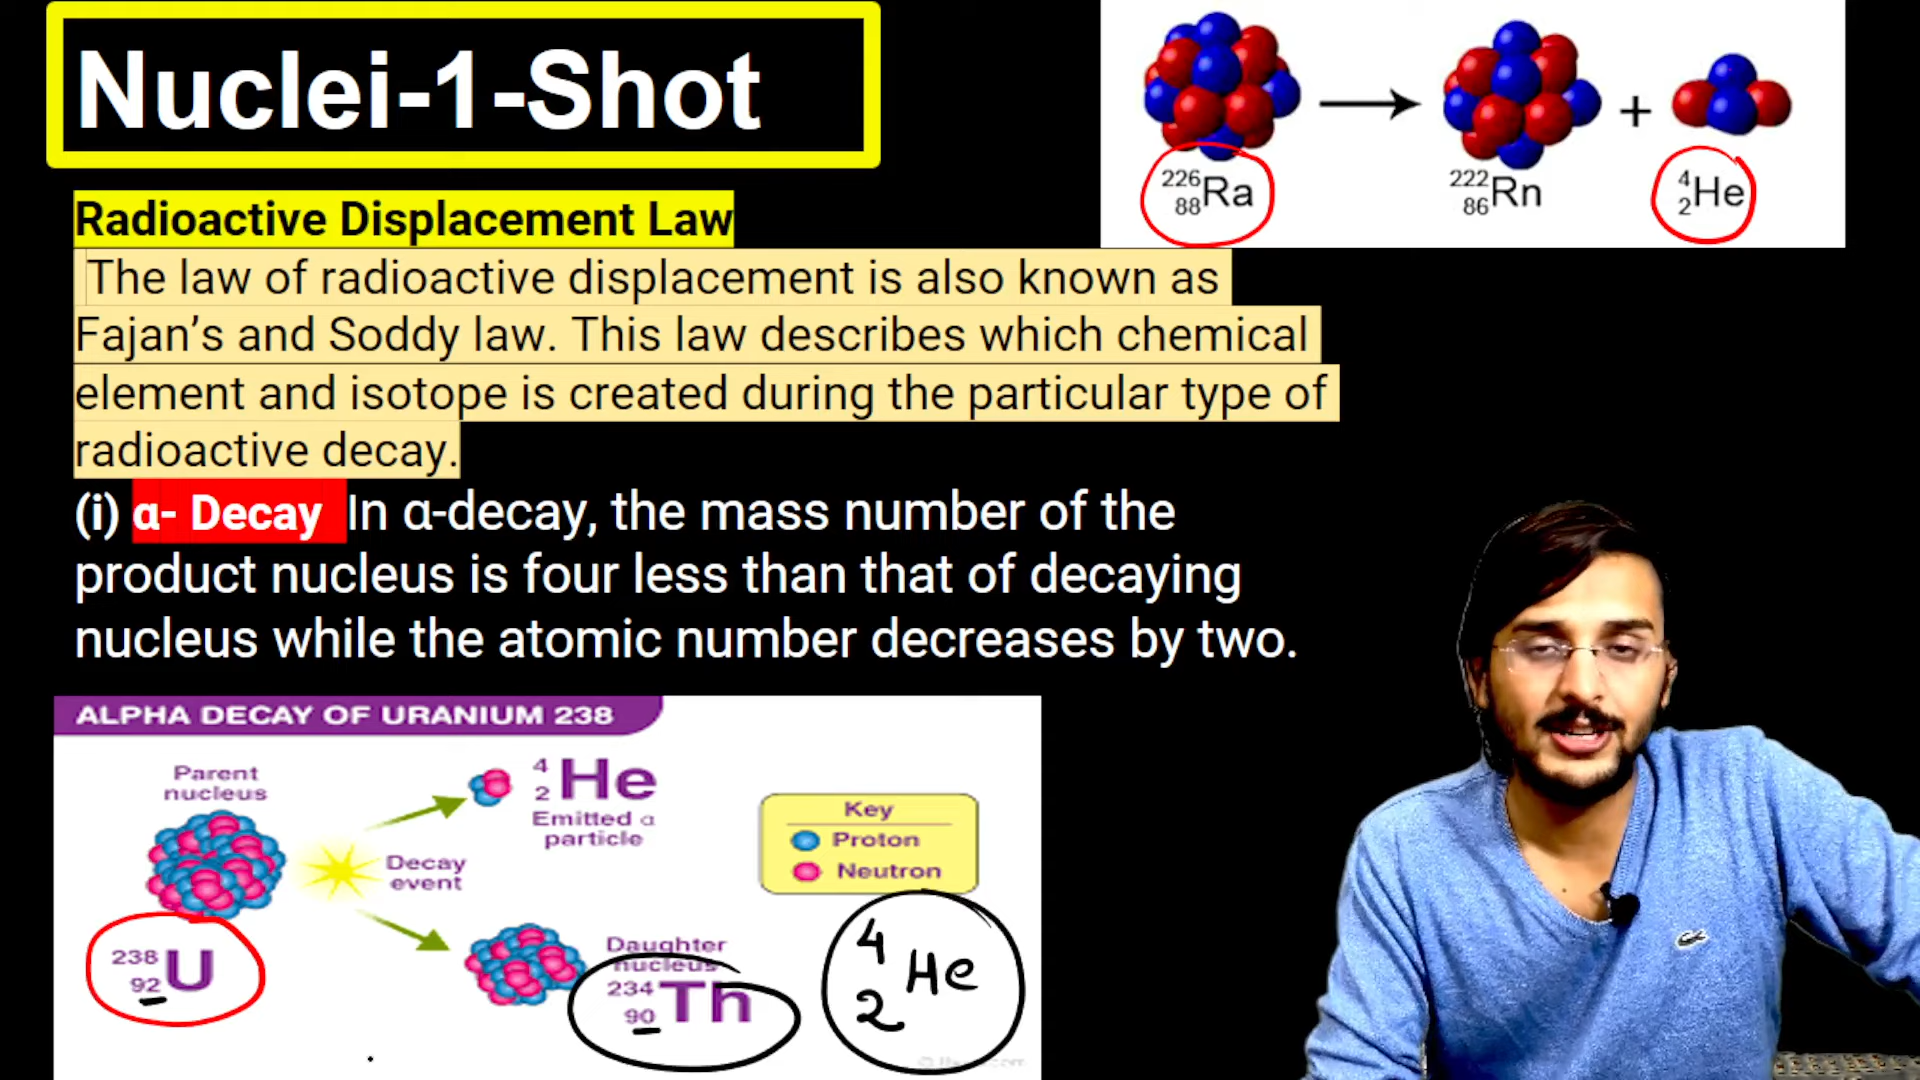 Nuclei-1-Shot
226
88 Ra
222
86 Rn
+
4
2 He
Radioactive Displacement Law
The law of radioactive displacement is also known as
Fajan’s and Soddy law. This law describes which chemical
element and isotope is created during the particular type of
radioactive decay.
(i) α- Decay In α-decay, the mass number of the
product nucleus is four less than that of decaying
nucleus while the atomic number decreases by two.
ALPHA DECAY OF URANIUM 238
Parent
nucleus
4
2 He
Emitted α
particle
Key
Proton
Neutron
Decay
event
238
92 U
Daughter
nucleus
234
90 Th
4
2 He